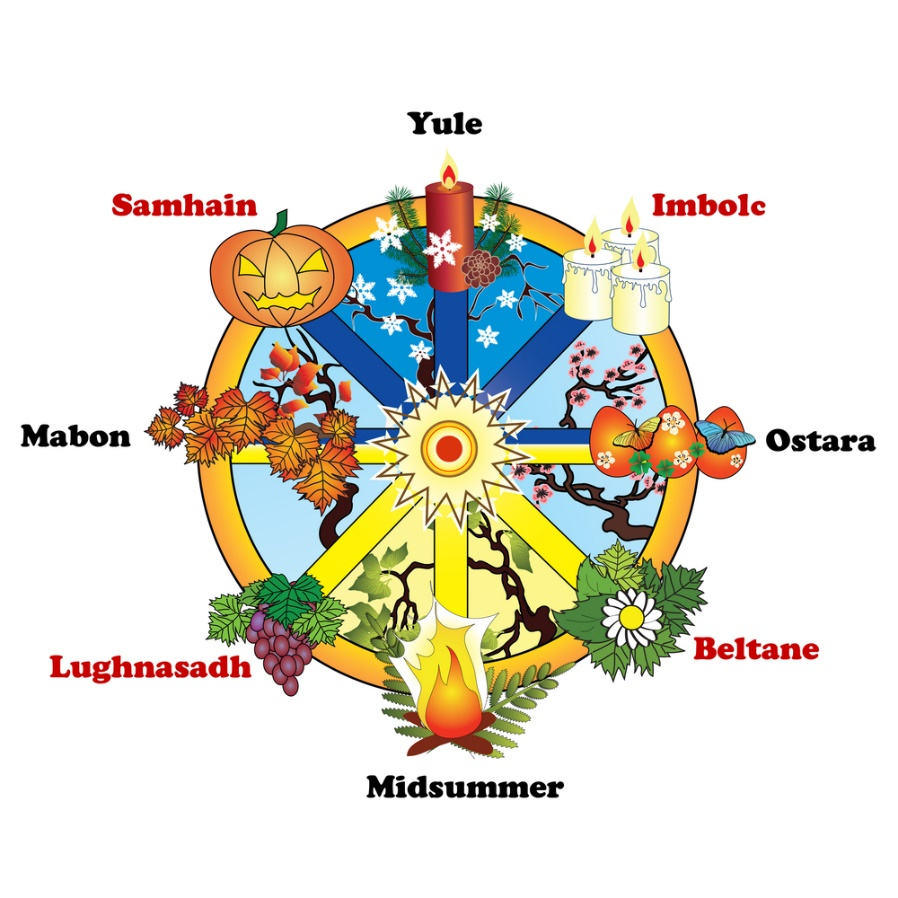 Yule
Samhain
Imbolc
Mabon
Ostara
Lughnasadh
Beltane
Midsummer